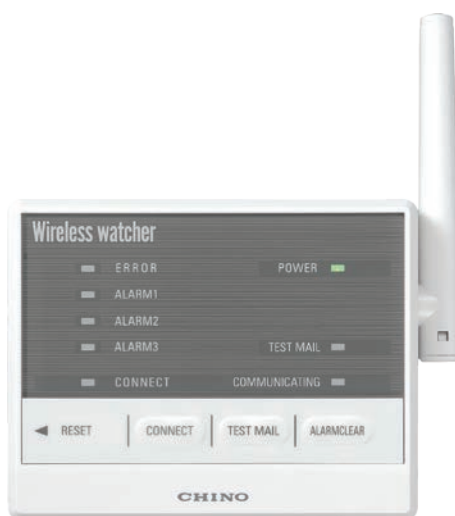 Wireless watcher
ERROR POWER
ALARM1
ALARM2
ALARM3 TEST MAIL
CONNECT COMMUNICATING
RESET CONNECT TEST MAIL ALARMCLEAR
CHINO